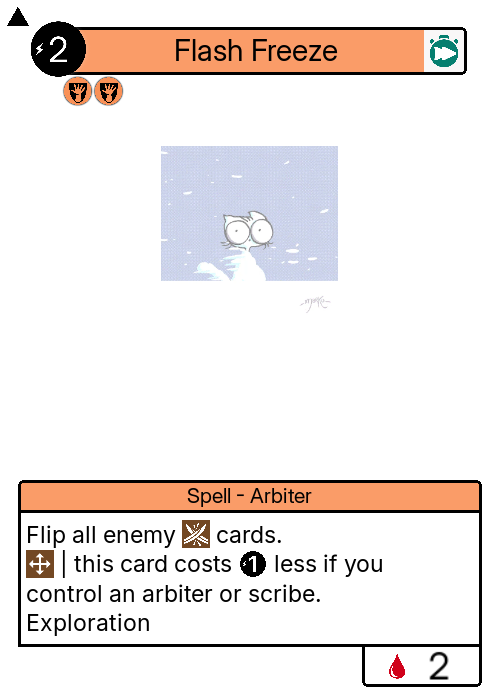 2 Flash Freeze
Spell - Arbiter
Flip all enemy cards.
| this card costs 1 less if you
control an arbiter or scribe.
Exploration
2